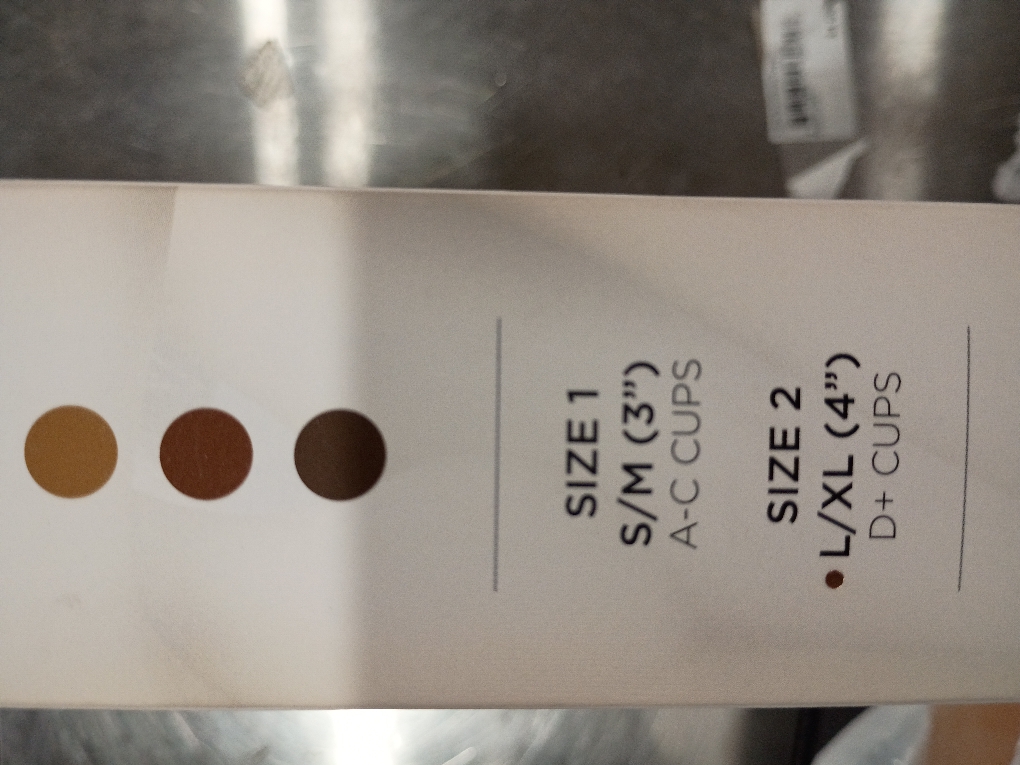 SIZE 1
S/M (3”)
A-C CUPS
SIZE 2
• L/XL (4”)
D+ CUPS